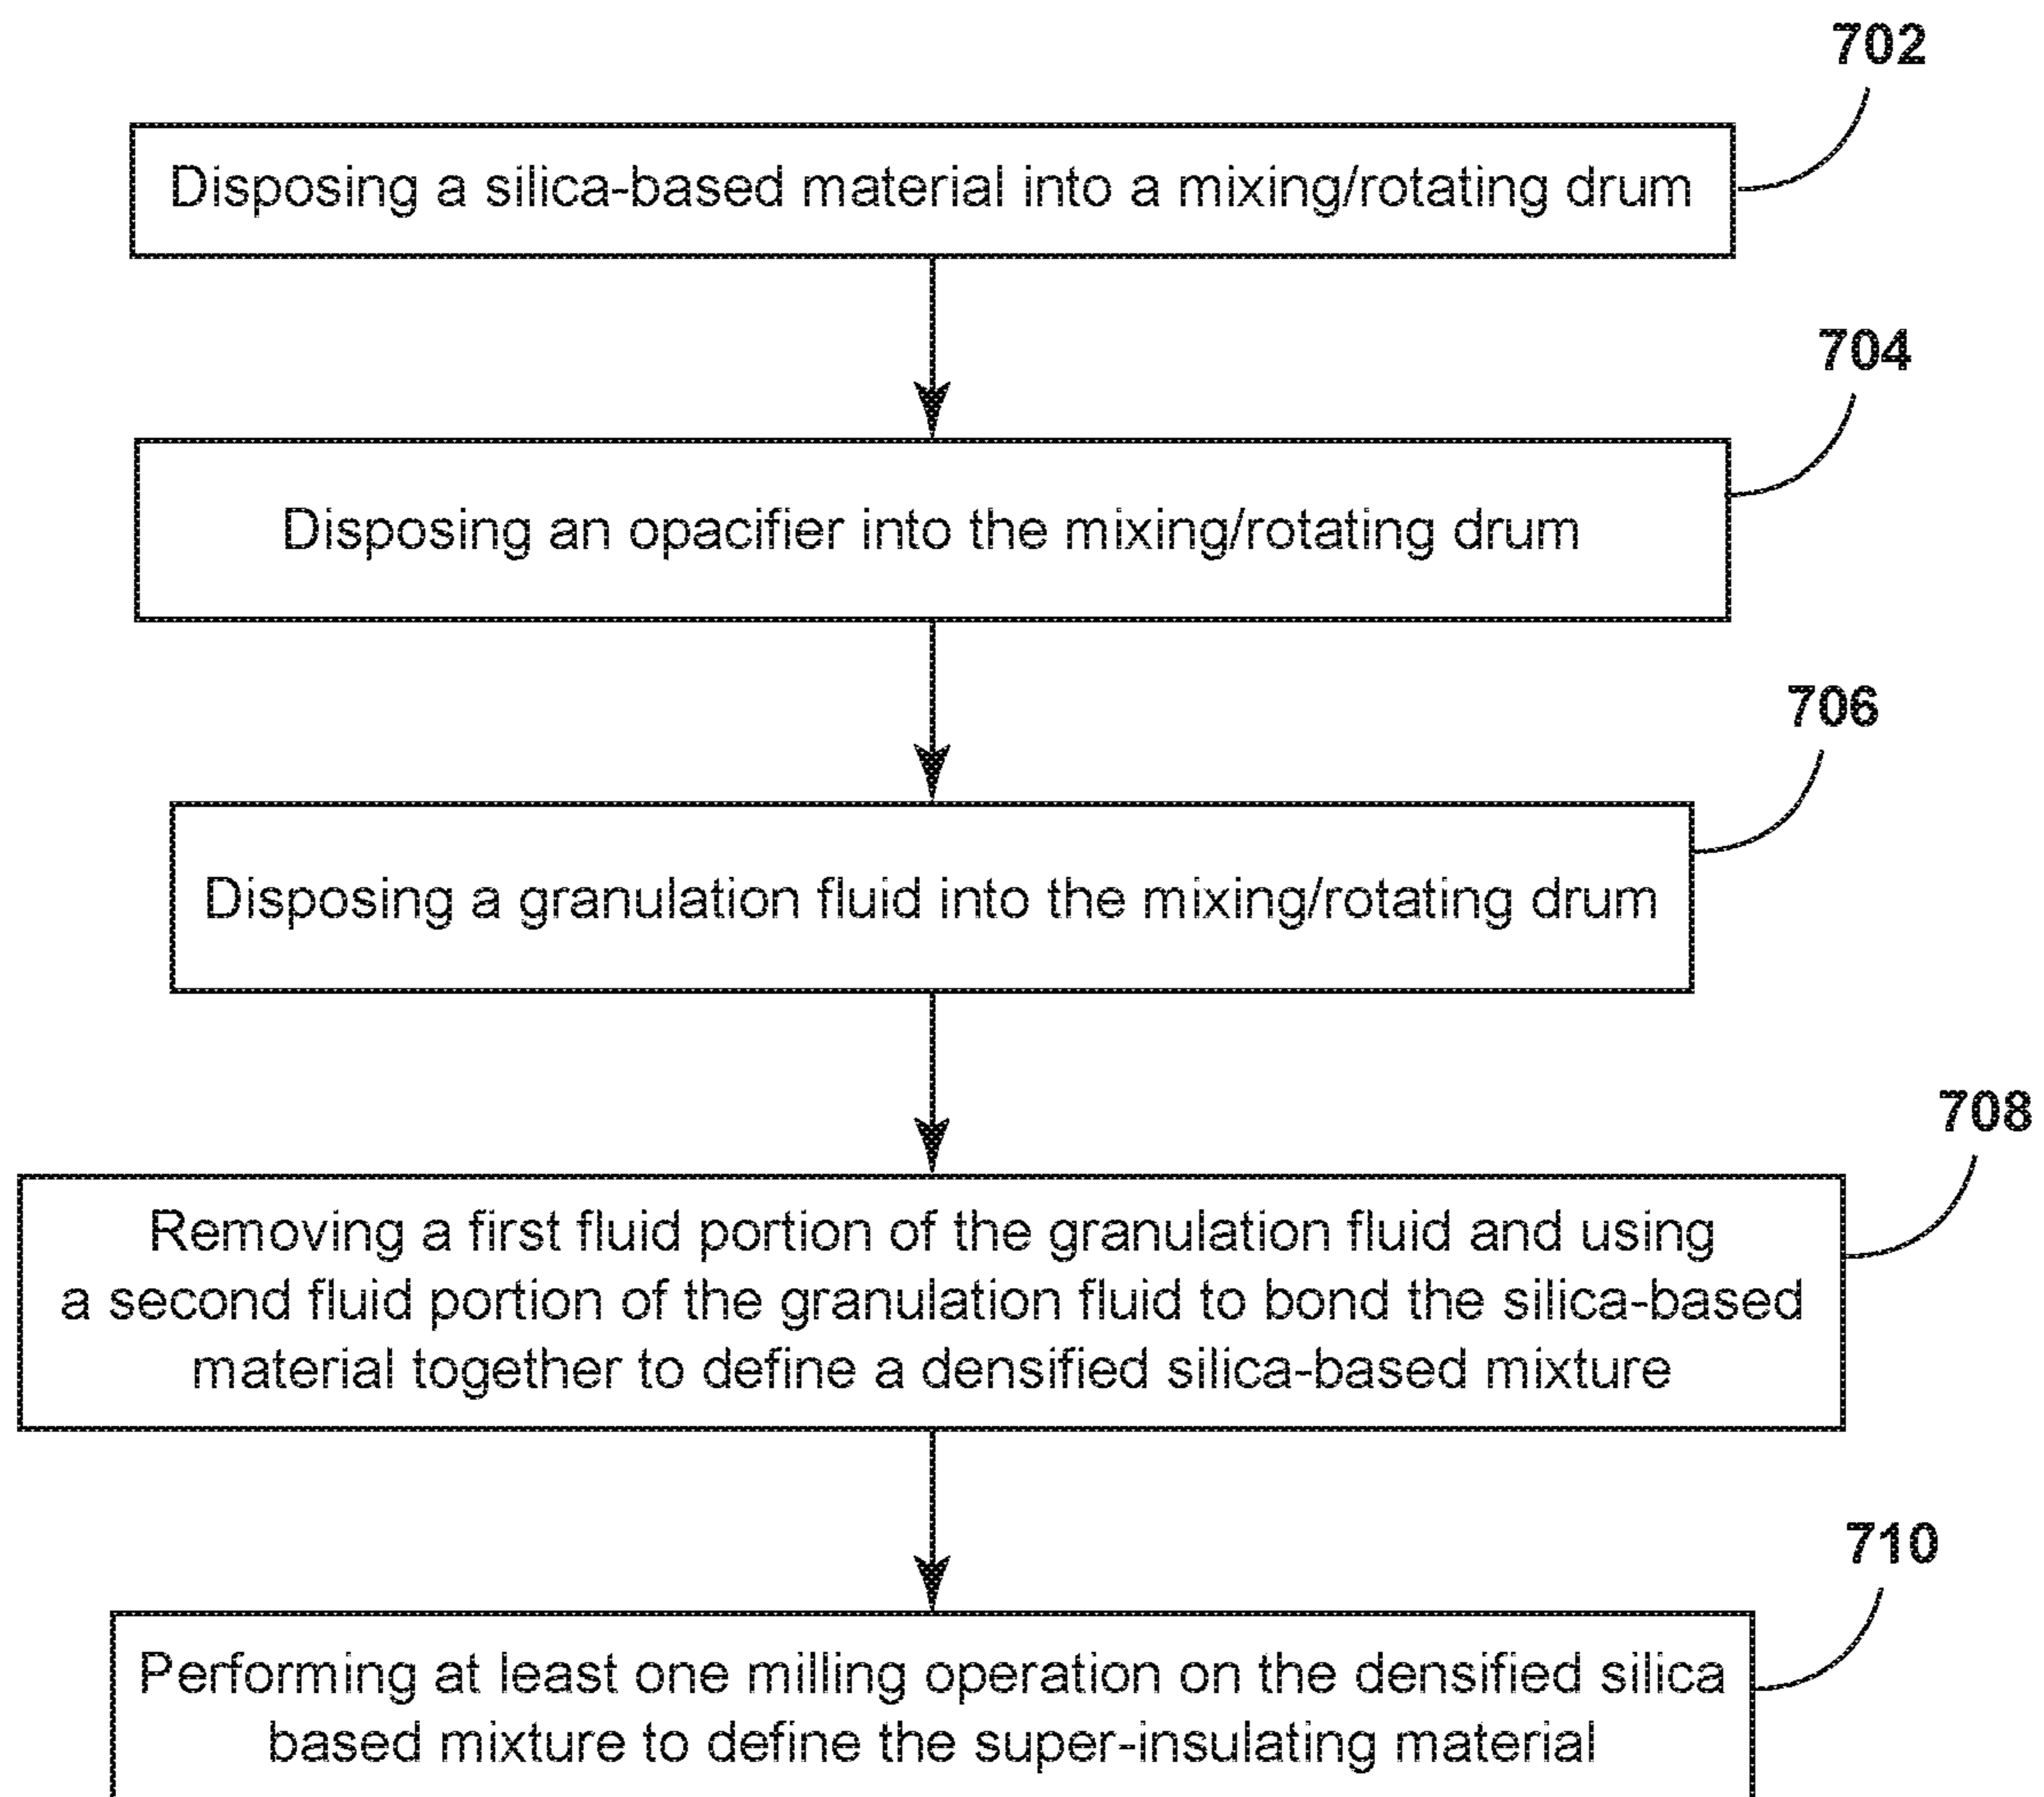 702
Disposing a silica-based material into a mixing/rotating drum
704
Disposing an opacifier into the mixing/rotating drum
706
Disposing a granulation fluid into the mixing/rotating drum
708
Removing a first fluid portion of the granulation fluid and using
a second fluid portion of the granulation fluid to bond the silica-based
material together to define a densified silica-based mixture
710
Performing at least one milling operation on the densified silica
based mixture to define the super-insulating material